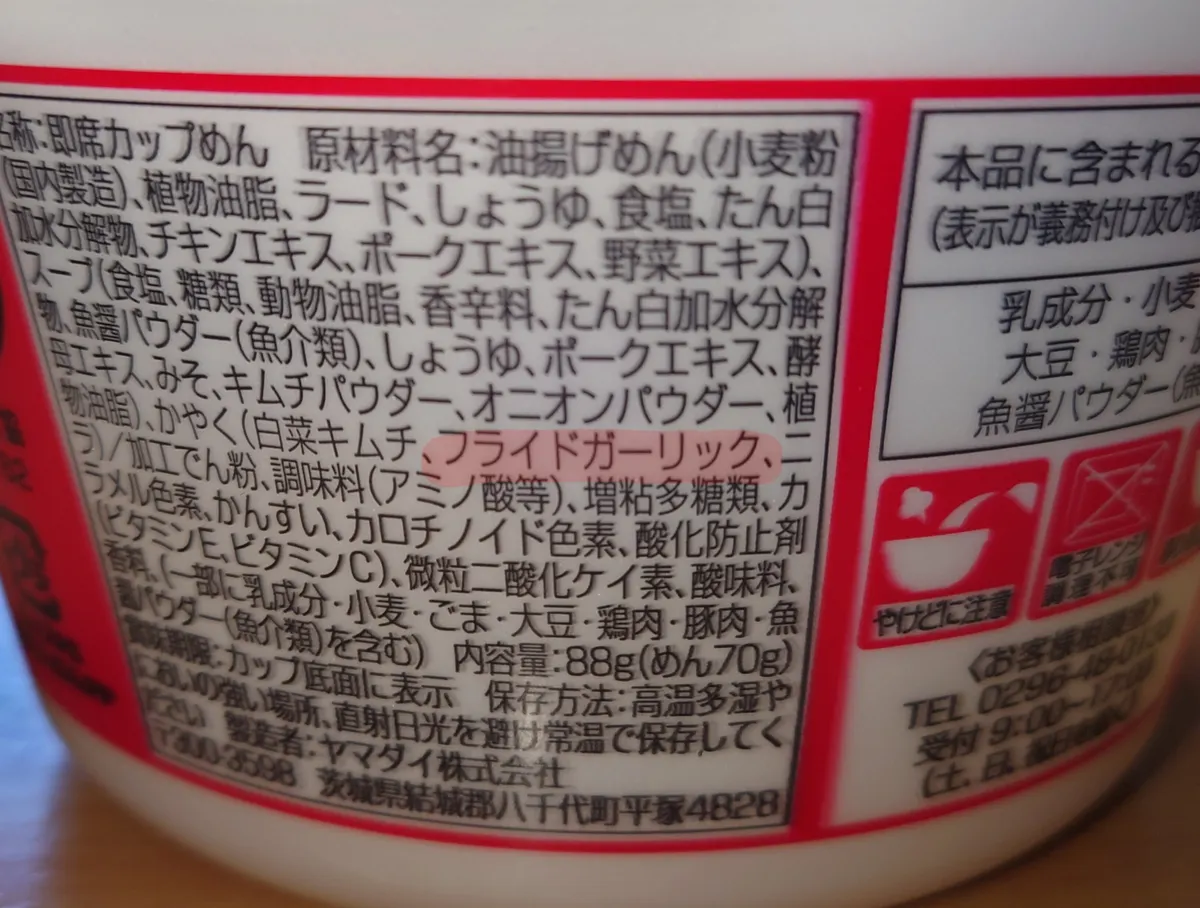 名称:即席カップめん 原材料名:油揚げめん(小麦粉
(国内製造)、植物油脂、ラード、しょうゆ、食塩、たん白
加水分解物、チキンエキス、ポークエキス、野菜エキス)、
スープ(食塩、糖類、動物油脂、香辛料、たん白加水分解
物、魚醤パウダー(魚介類)、しょうゆ、ポークエキス、酵
母エキス、みそ、キムチパウダー、オニオンパウダー、植
物油脂)、かやく(白菜キムチ、フライドガーリック、ニ
ラ)/加工でん粉、調味料(アミノ酸等)、増粘多糖類、カ
ラメル色素、かんすい、カロチノイド色素、酸化防止剤
(ビタミンE、ビタミンC)、微粒二酸化ケイ素、酸味料、
香料、(一部に乳成分・小麦・ごま・大豆・鶏肉・豚肉・魚
醤パウダー(魚介類)を含む) 内容量:88g(めん70g)
賞味期限:カップ底面に表示 保存方法:高温多湿や
においの強い場所、直射日光を避け常温で保存してく
ださい 製造者:ヤマダイ株式会社
〒300-3598 茨城県結城郡八千代町平塚4828
本品に含まれる
(表示が義務付け及び
乳成分・小麦
大豆・鶏肉・
魚醤パウダー(魚
やけどに注意
電子レンジ
調理不可
〈お客様相談室〉
TEL 0296-48-01
受付 9:00~17:00
(土、日、祝日